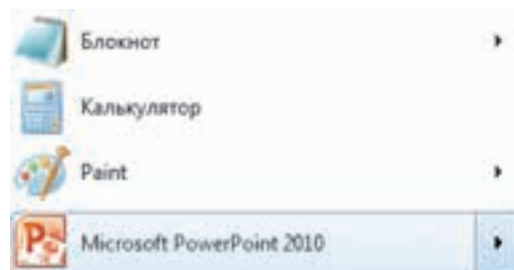 Блокнот
Калькулятор
Paint
Microsoft PowerPoint 2010